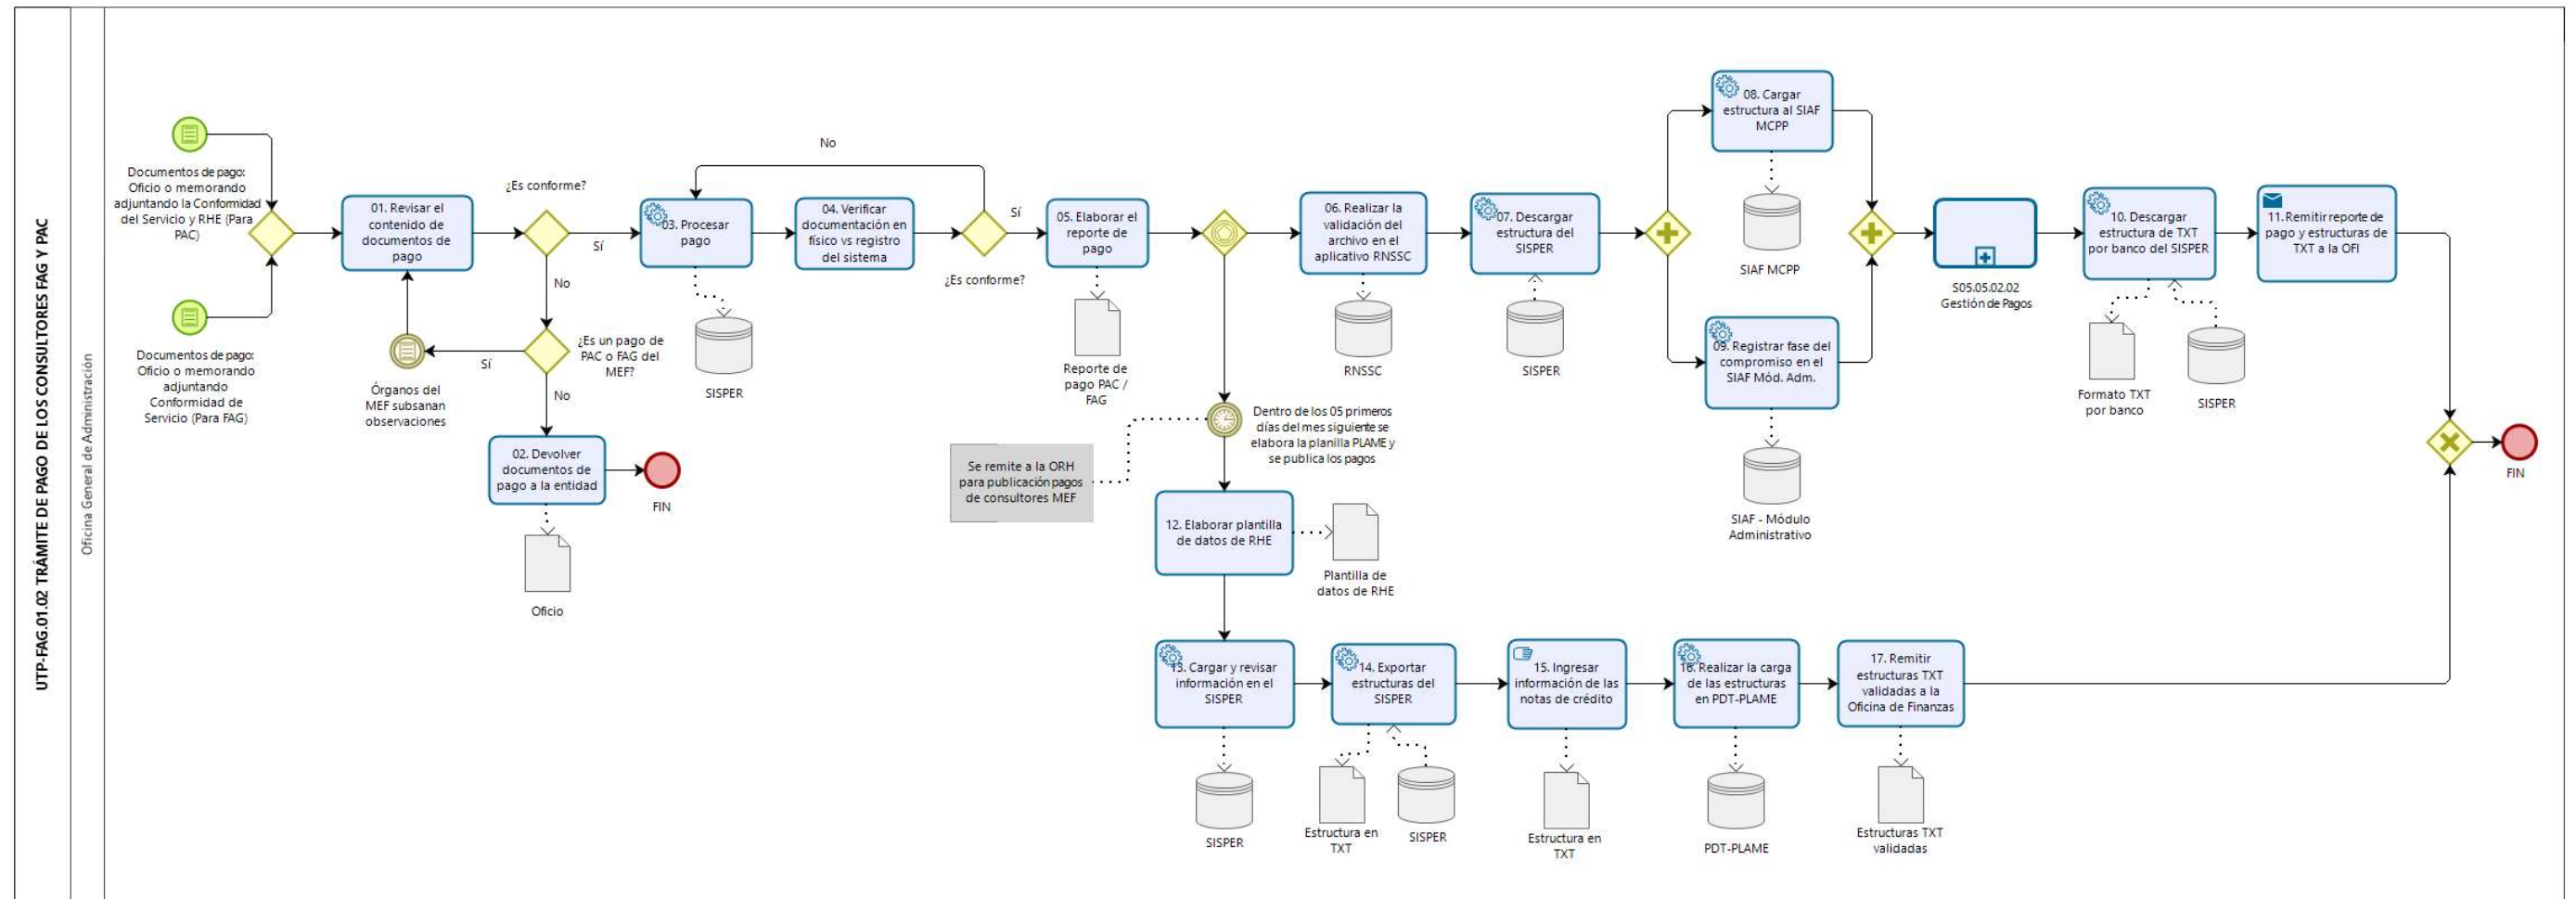 UTP-FAG.01.02 TRÁMITE DE PAGO DE LOS CONSULTORES FAG Y PAC
Oficina General de Administración
Documentos de pago:
Oficio o memorando
adjuntando la Conformidad
del Servicio y RHE (Para
PAC)
Documentos de pago:
Oficio o memorando
adjuntando
Conformidad de
Servicio (Para FAG)
01. Revisar el
contenido de
documentos de
pago
¿Es conforme?
Sí
No
¿Es un pago de
PAC o FAG del
MEF?
Sí
Órganos del
MEF subsanan
observaciones
No
02. Devolver
documentos de
pago a la entidad
FIN
Oficio
03. Procesar
pago
SISPER
04. Verificar
documentación en
físico vs registro
del sistema
No
Sí
¿Es conforme?
05. Elaborar el
reporte de
pago
Reporte de
pago PAC /
FAG
06. Realizar la
validación del
archivo en el
aplicativo RNSSC
RNSSC
07. Descargar
estructura del
SISPER
SISPER
08. Cargar
estructura al SIAF
MCPP
SIAF MCPP
09. Registrar fase del
compromiso en el
SIAF Mód. Adm.
SIAF - Módulo
Administrativo
S05.05.02.02
Gestión de Pagos
10. Descargar
estructura de TXT
por banco del SISPER
Formato TXT
por banco
SISPER
11. Remitir reporte de
pago y estructuras de
TXT a la OFI
FIN
Dentro de los 05 primeros
días del mes siguiente se
elabora la planilla PLAME y
se publica los pagos
Se remite a la ORH
para publicación pagos
de consultores MEF
12. Elaborar plantilla
de datos de RHE
Plantilla de
datos de RHE
13. Cargar y revisar
información en el
SISPER
SISPER
14. Exportar
estructuras del
SISPER
Estructura en
TXT
SISPER
15. Ingresar
información de las
notas de crédito
Estructura en
TXT
16. Realizar la carga
de las estructuras
en PDT-PLAME
PDT-PLAME
17. Remitir
estructuras TXT
validadas a la
Oficina de Finanzas
Estructuras TXT
validadas